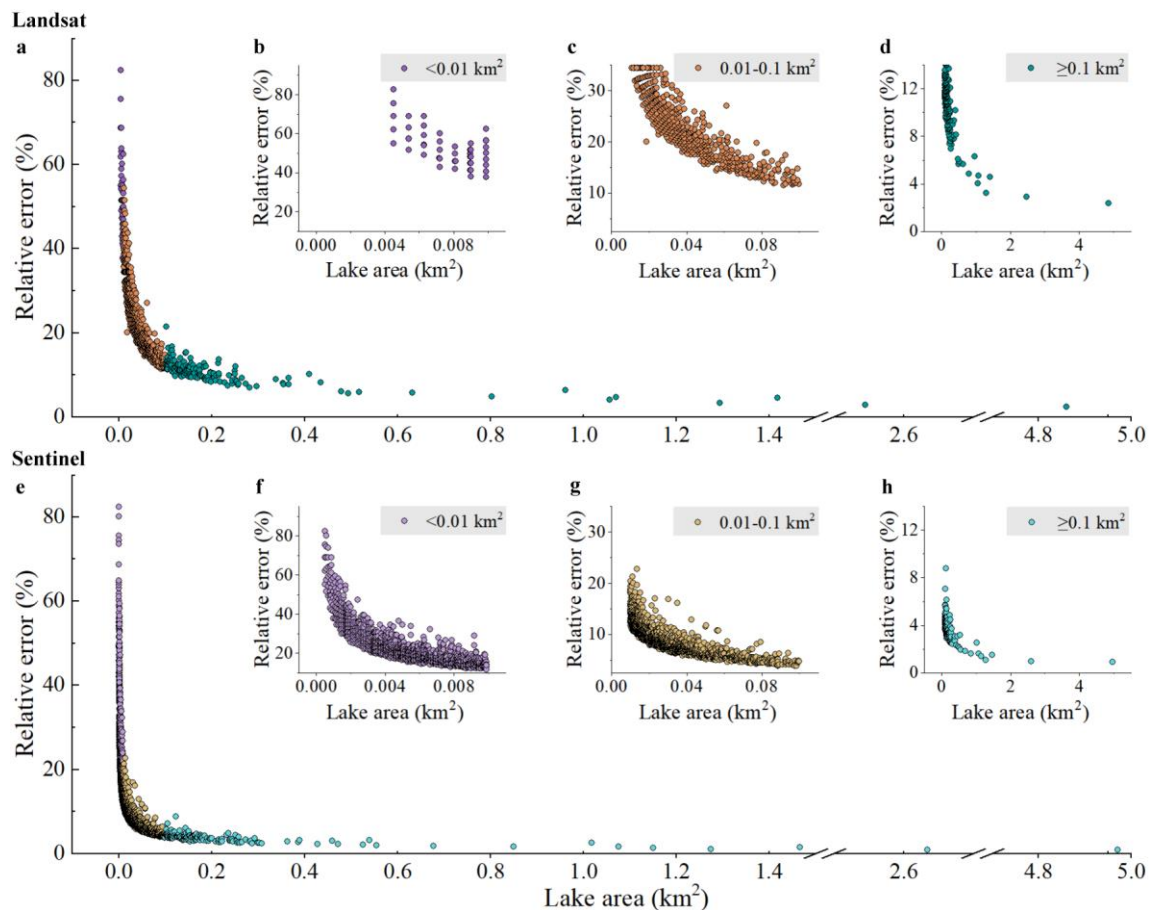 Landsat
a
b
c
d
<0.01 km²
0.01-0.1 km²
≥0.1 km²
Relative error (%)
80
60
40
20
0
Relative error (%)
80
60
40
20
0.000 0.004 0.008
Lake area (km²)
Relative error (%)
30
20
10
0.04 0.08
Lake area (km²)
Relative error (%)
12
8
4
0
0 2 4
Lake area (km²)
0.0 0.2 0.4 0.6 0.8 1.0 1.2 1.4 2.6 4.8 5.0
Sentinel
e
f
g
h
<0.01 km²
0.01-0.1 km²
≥0.1 km²
Relative error (%)
80
60
40
20
0
Relative error (%)
80
60
40
20
0.000 0.004 0.008
Lake area (km²)
Relative error (%)
30
20
10
0.00 0.04 0.08
Lake area (km²)
Relative error (%)
12
8
4
0
0 2 4
Lake area (km²)
0.0 0.2 0.4 0.6 0.8 1.0 1.2 1.4 2.6 4.8 5.0
Lake area (km²)